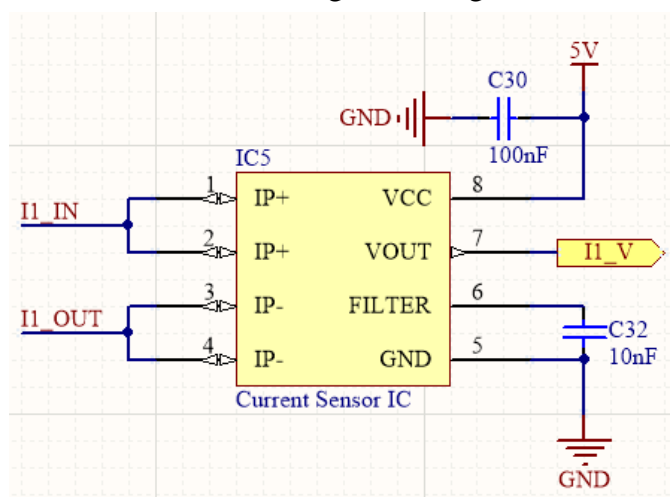 5V
C30
GND
100nF
IC5
1 IP+ VCC 8
I1_IN
2 IP+ VOUT 7 I1_V
3 IP- FILTER 6
I1_OUT
C32
4 IP- GND 5 10nF
Current Sensor IC
GND